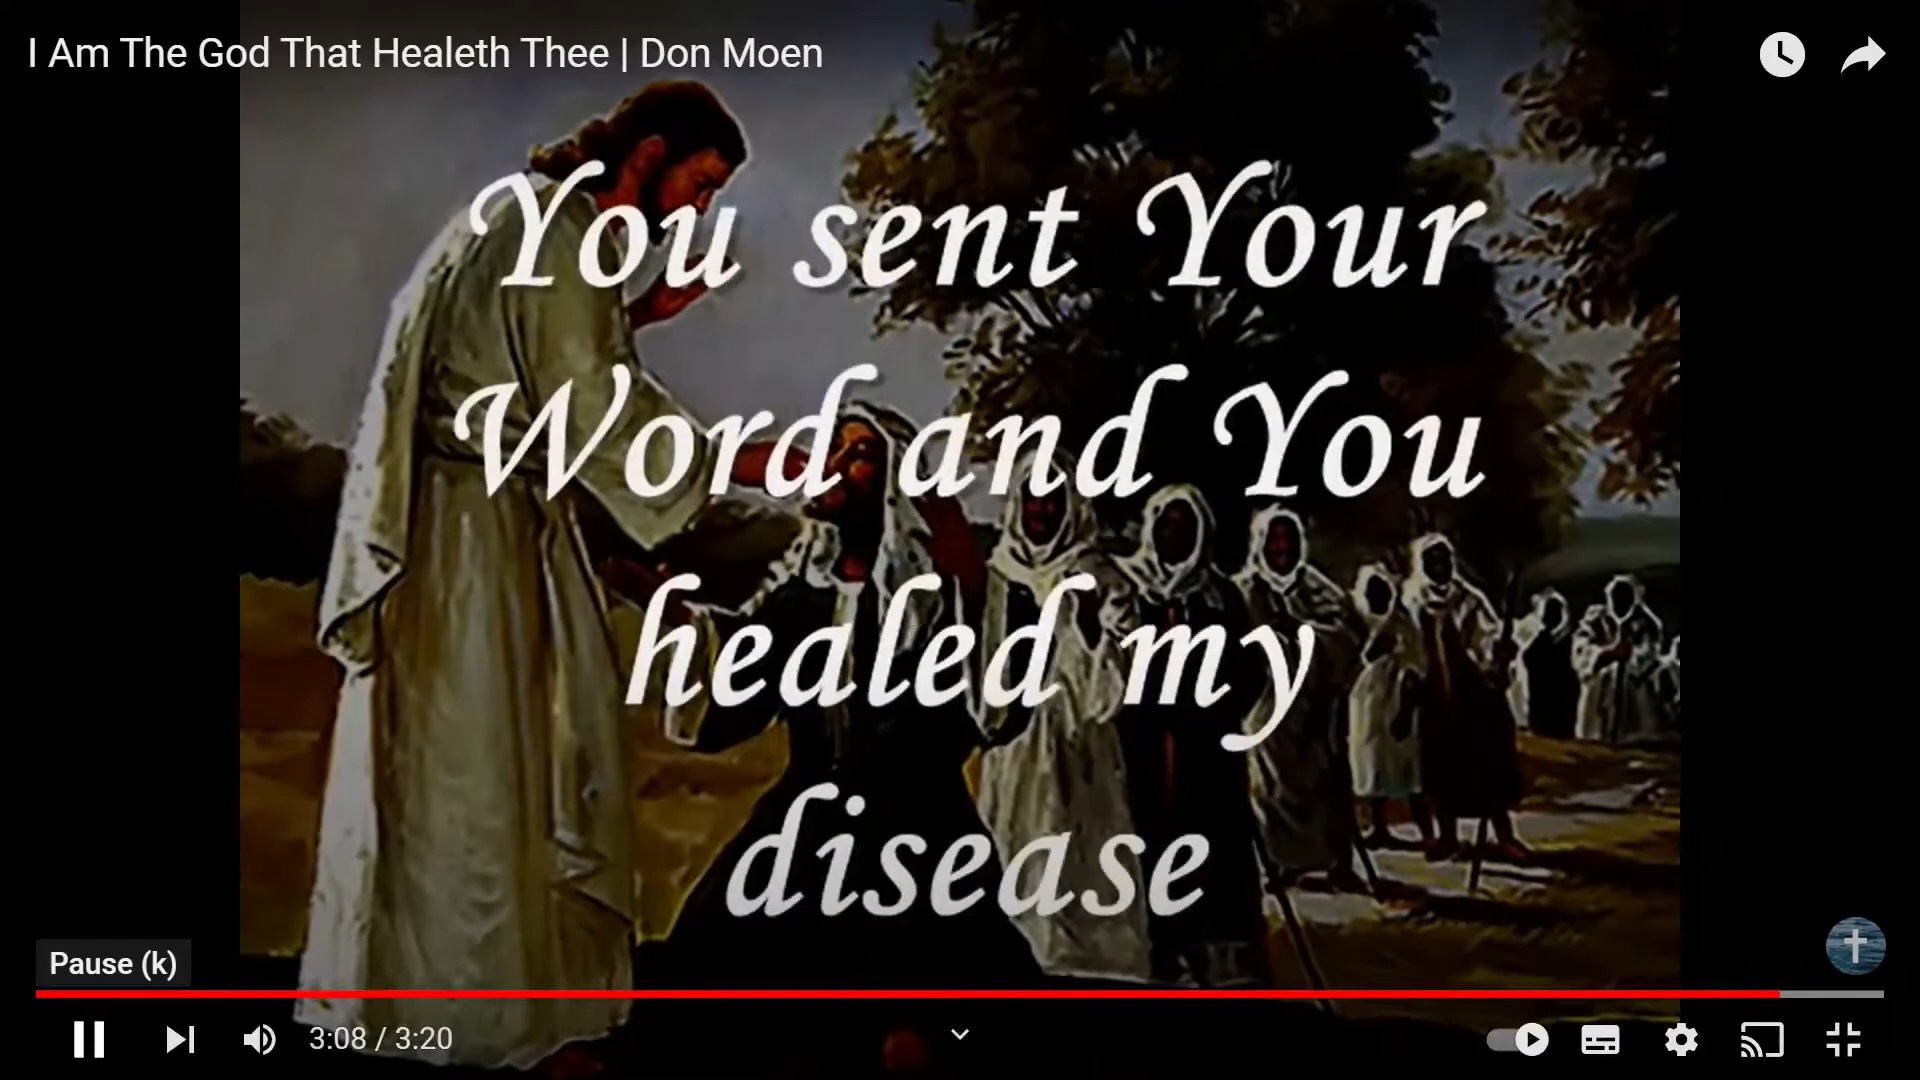 I Am The God That Healeth Thee | Don Moen
You sent Your
Word and You
healed my
disease
Pause (k)
3:08 / 3:20